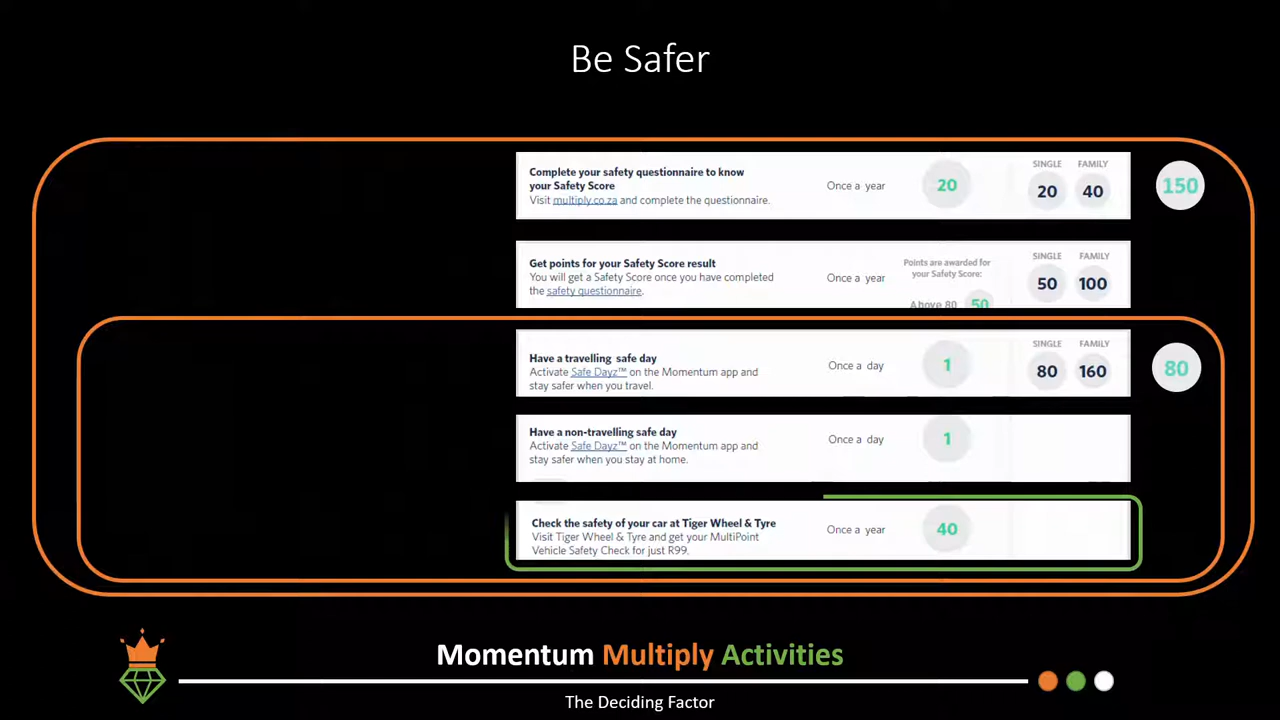 Be Safer
Complete your safety questionnaire to know
your Safety Score
Visit multiply.co.za and complete the questionnaire.
Once a year
20
SINGLE FAMILY
20 40
150
Get points for your Safety Score result
You will get a Safety Score once you have completed
the safety questionnaire.
Once a year
Points are awarded for
your Safety Score:
Above 80 50
SINGLE FAMILY
50 100
Have a travelling safe day
Activate Safe Dayz™ on the Momentum app and
stay safer when you travel.
Once a day
1
SINGLE FAMILY
80 160
80
Have a non-travelling safe day
Activate Safe Dayz™ on the Momentum app and
stay safer when you stay at home.
Once a day
1
Check the safety of your car at Tiger Wheel & Tyre
Visit Tiger Wheel & Tyre and get your MultiPoint
Vehicle Safety Check for just R99.
Once a year
40
Momentum Multiply Activities
The Deciding Factor